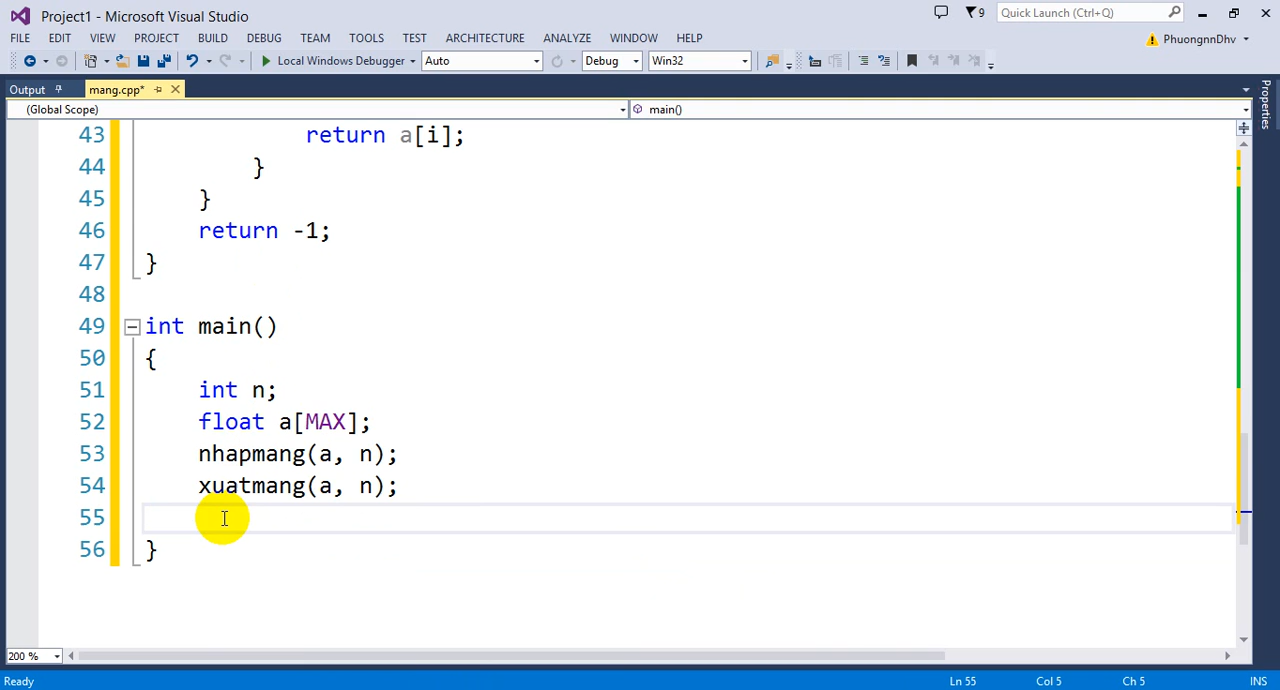 Project1 - Microsoft Visual Studio
9
Quick Launch (Ctrl+Q)
FILE EDIT VIEW PROJECT BUILD DEBUG TEAM TOOLS TEST ARCHITECTURE ANALYZE WINDOW HELP
PhuongnnDhv
Local Windows Debugger Auto Debug Win32
Output mang.cpp*
(Global Scope) main()
Properties
43 return a[i];
44 }
45 }
46 return -1;
47 }
48
49 int main()
50 {
51 int n;
52 float a[MAX];
53 nhapmang(a, n);
54 xuatmang(a, n);
55
56 }
200 %
Ready Ln 55 Col 5 Ch 5 INS